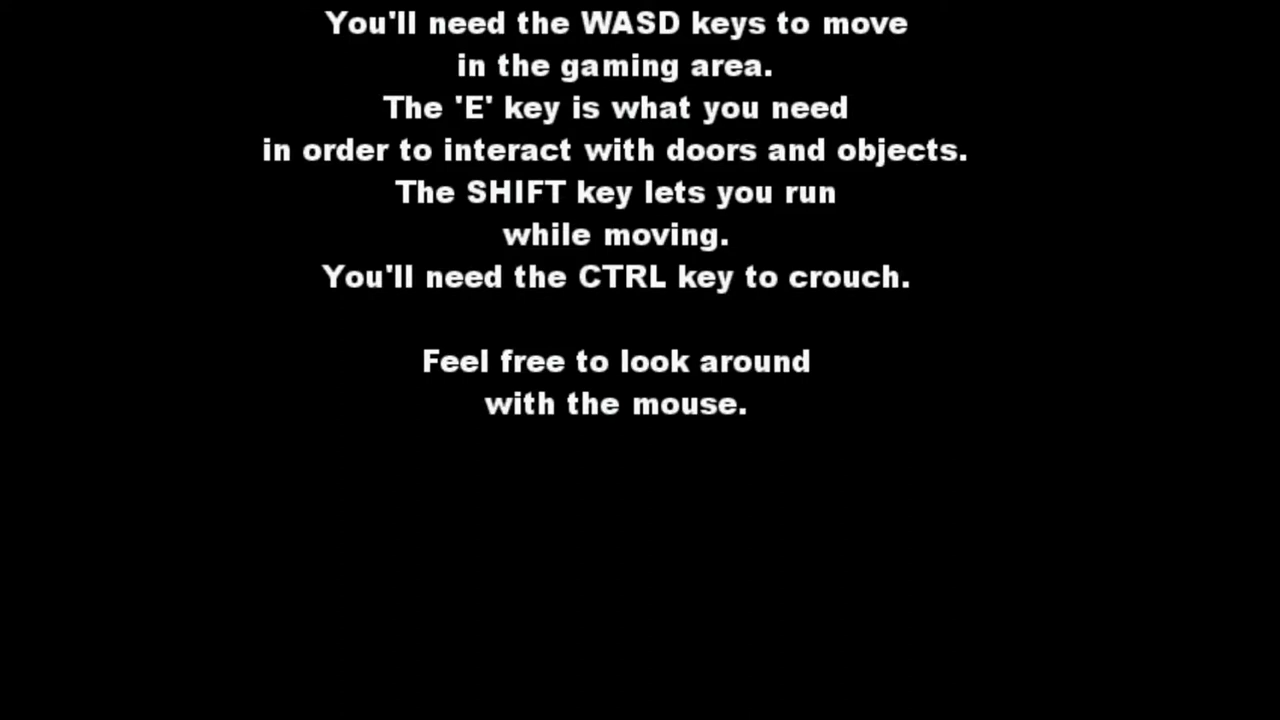 You'll need the WASD keys to move
in the gaming area.
The 'E' key is what you need
in order to interact with doors and objects.
The SHIFT key lets you run
while moving.
You'll need the CTRL key to crouch.
Feel free to look around
with the mouse.